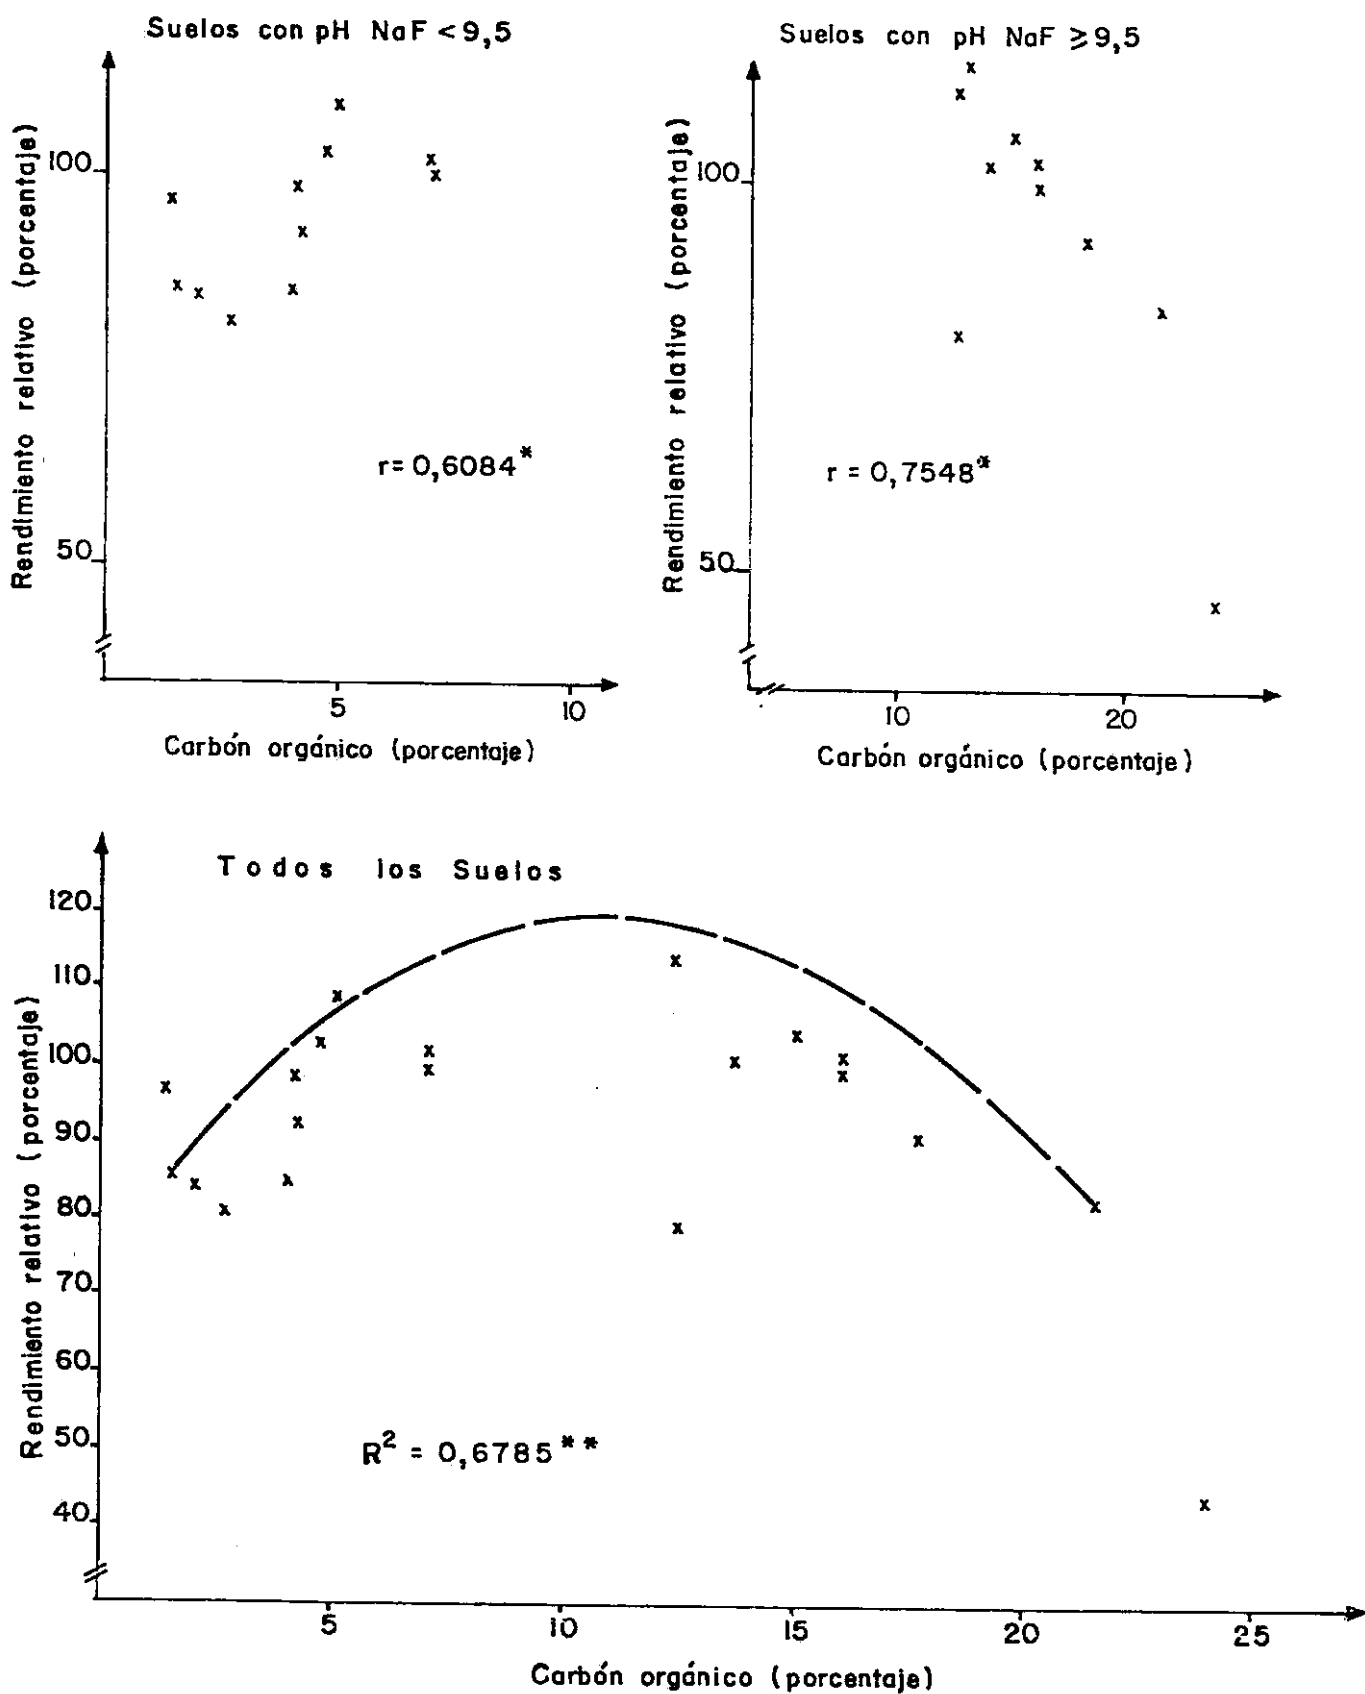 Suelos con pH NaF < 9,5
Rendimiento relativo (porcentaje)
100
50
r= 0,6084*
5 10
Carbón orgánico (porcentaje)
Suelos con pH NaF ≥ 9,5
Rendimiento relativo (porcentaje)
100
50
r = 0,7548*
10 20
Carbón orgánico (porcentaje)
Todos los Suelos
Rendimiento relativo (porcentaje)
120
110
100
90
80
70
60
50
40
R² = 0,6785**
5 10 15 20 25
Carbón orgánico (porcentaje)